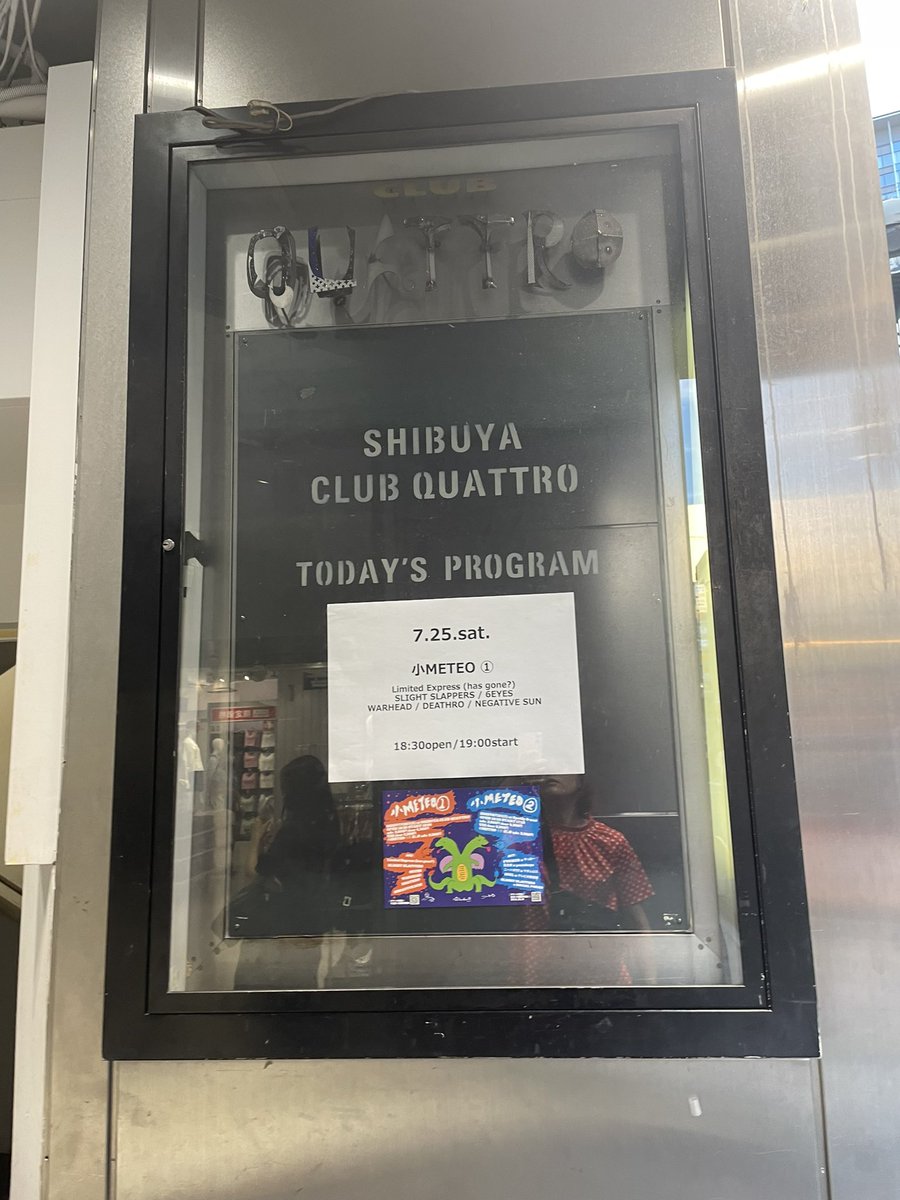 CLUB
QUATTRO
SHIBUYA
CLUB QUATTRO
TODAY'S PROGRAM
7.25.sat.
小METEO ①
Limited Express (has gone?)
SLIGHT SLAPPERS / 6EYES
WARHEAD / DEATHRO / NEGATIVE SUN
18:30open/19:00start
小METEO①
小METEO②